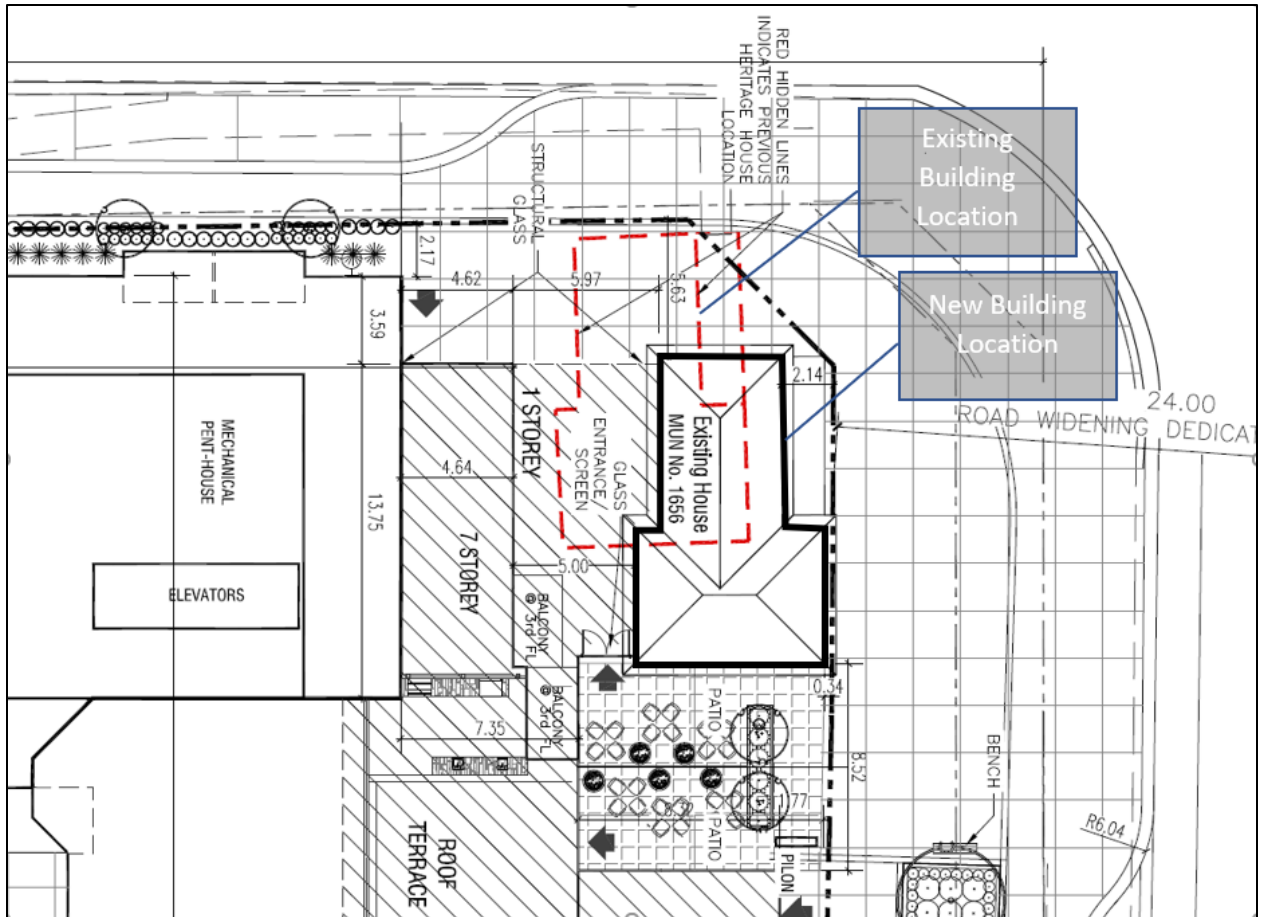 RED HIDDEN LINES
INDICATES PREVIOUS
HERITAGE HOUSE
LOCATION
Existing
Building
Location
New Building
Location
STRUCTURAL
GLASS
2.17
4.62
5.97
5.63
3.59
2.14
24.00
ROAD WIDENING DEDICAT
MECHANICAL
PENT-HOUSE
1 STOREY
GLASS
ENTRANCE/
SCREEN
Existing House
MUN No. 1656
4.64
13.75
7 STOREY
5.00
ELEVATORS
BALCONY
@ 3rd FL
BALCONY
@ 3rd FL
0.34
PATIO
7.35
8.52
BENCH
1.77
PATIO
R6.04
PILON
ROOF
TERRACE